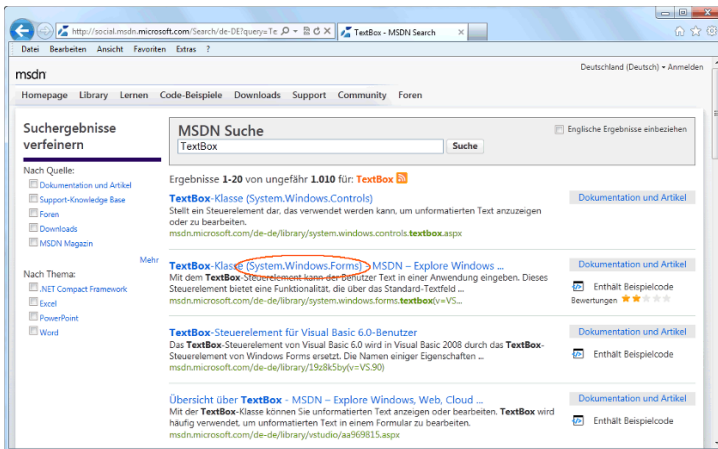 http://social.msdn.microsoft.com/Search/de-DE?query=Te
TextBox - MSDN Search
Datei Bearbeiten Ansicht Favoriten Extras ?
msdn
Deutschland (Deutsch) Anmelden
Homepage Library Lernen Code-Beispiele Downloads Support Community Foren
Suchergebnisse
verfeinern
Nach Quelle:
Dokumentation und Artikel
Support-Knowledge Base
Foren
Downloads
MSDN Magazin
Mehr
Nach Thema:
.NET Compact Framework
Excel
PowerPoint
Word
MSDN Suche
TextBox
Suche
Englische Ergebnisse einbeziehen
Ergebnisse 1-20 von ungefähr 1.010 für: TextBox
TextBox-Klasse (System.Windows.Controls)
Dokumentation und Artikel
Stellt ein Steuerelement dar, das verwendet werden kann, um unformatierten Text anzuzeigen
oder zu bearbeiten.
msdn.microsoft.com/de-de/library/system.windows.controls.textbox.aspx
TextBox-Klasse (System.Windows.Forms) - MSDN – Explore Windows ...
Dokumentation und Artikel
Mit dem TextBox-Steuerelement kann der Benutzer Text in einer Anwendung eingeben. Dieses
Steuerelement bietet eine Funktionalität, die über das Standard-Textfeld ...
msdn.microsoft.com/de-de/library/system.windows.forms.textbox(v=VS...
Enthält Beispielcode
Bewertungen
TextBox-Steuerelement für Visual Basic 6.0-Benutzer
Dokumentation und Artikel
Das TextBox-Steuerelement von Visual Basic 6.0 wird in Visual Basic 2008 durch das TextBox-
Steuerelement von Windows Forms ersetzt. Die Namen einiger Eigenschaften ...
msdn.microsoft.com/de-de/library/19z8k5by(v=VS.90)
Enthält Beispielcode
Übersicht über TextBox - MSDN – Explore Windows, Web, Cloud ...
Dokumentation und Artikel
Mit der TextBox-Klasse können Sie unformatierten Text anzeigen oder bearbeiten. TextBox wird
häufig verwendet, um unformatierten Text in einem Formular zu bearbeiten.
msdn.microsoft.com/de-de/library/vstudio/aa969815.aspx
Enthält Beispielcode